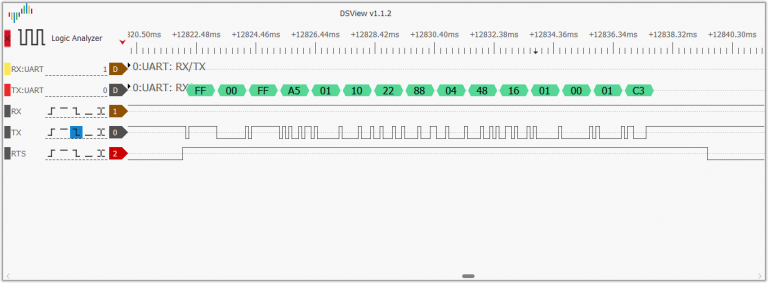 DSView v1.1.2
Logic Analyzer
320.50ms +12822.48ms +12824.46ms +12826.44ms +12828.42ms +12830.40ms +12832.38ms +12834.36ms +12836.34ms +12838.32ms +12840.30ms
RX:UART 1 D 0:UART: RX/TX
TX:UART 0 D 0:UART: RX FF 00 FF A5 01 10 22 88 04 48 16 01 00 01 C3
RX 1
TX 0
RTS 2